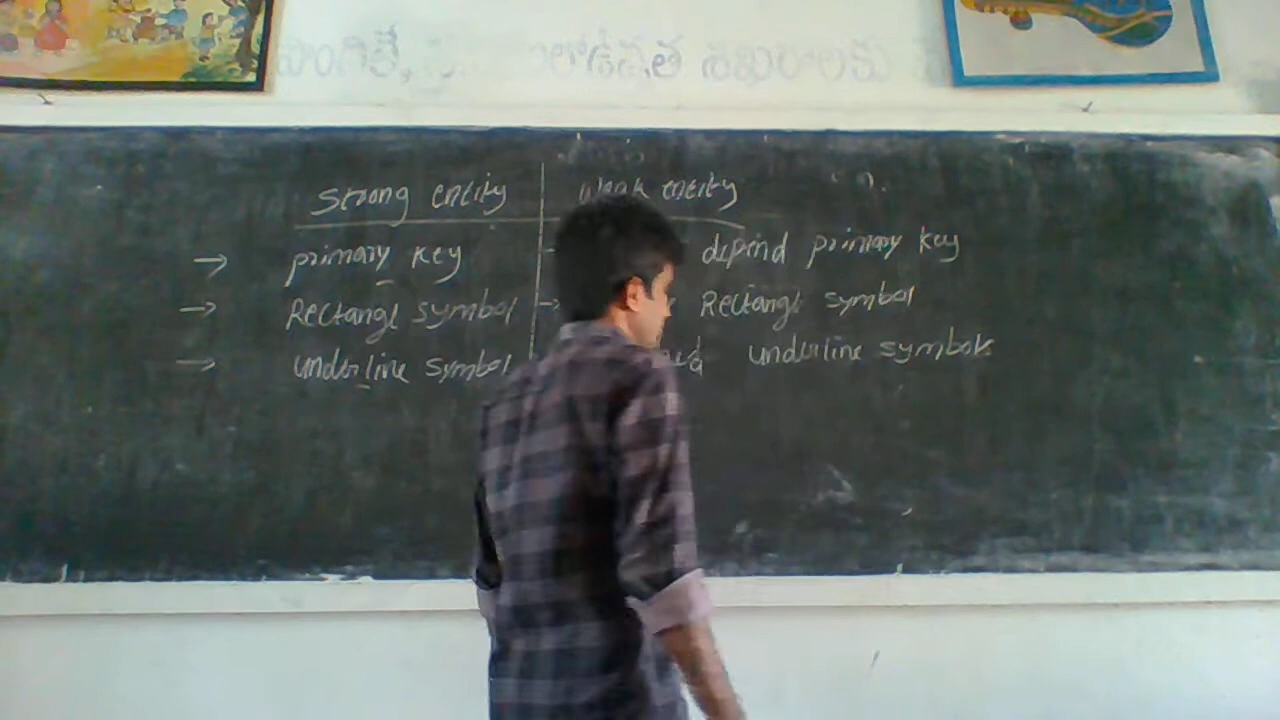 Strong entity Weak entity
→ primary key depend primary key
→ Rectangl symbol → Rectangl symbol
→ underline symbol underline symbols